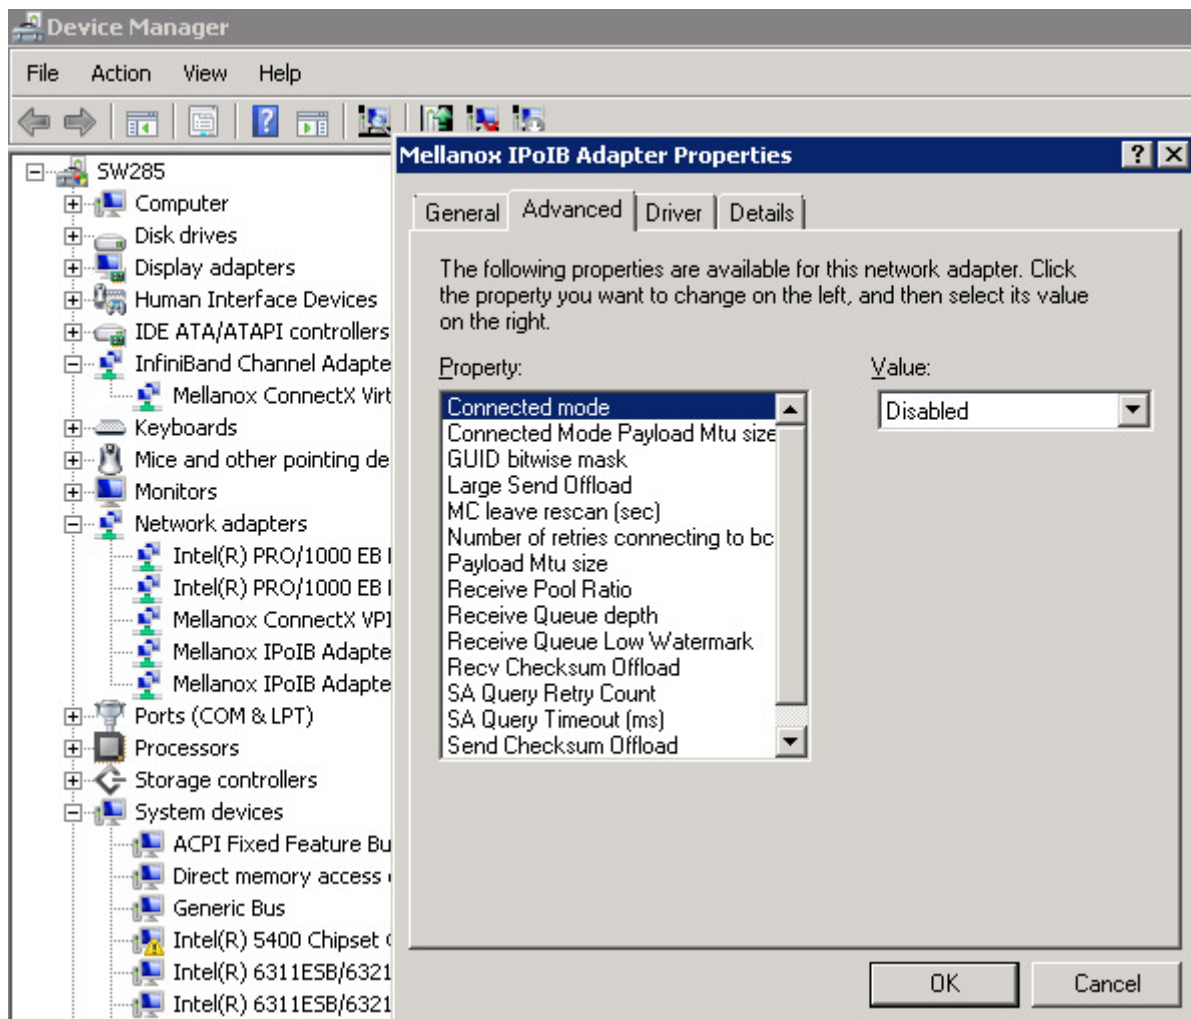 Device Manager
File Action View Help
SW285
Computer
Disk drives
Display adapters
Human Interface Devices
IDE ATA/ATAPI controllers
InfiniBand Channel Adapte
Mellanox ConnectX Virt
Keyboards
Mice and other pointing de
Monitors
Network adapters
Intel(R) PRO/1000 EB
Intel(R) PRO/1000 EB
Mellanox ConnectX VPI
Mellanox IPoIB Adapte
Mellanox IPoIB Adapte
Ports (COM & LPT)
Processors
Storage controllers
System devices
ACPI Fixed Feature Bu
Direct memory access
Generic Bus
Intel(R) 5400 Chipset
Intel(R) 6311ESB/6321
Intel(R) 6311ESB/6321
Mellanox IPoIB Adapter Properties
General Advanced Driver Details
The following properties are available for this network adapter. Click
the property you want to change on the left, and then select its value
on the right.
Property:
Connected mode
Connected Mode Payload Mtu size
GUID bitwise mask
Large Send Offload
MC leave rescan (sec)
Number of retries connecting to bc
Payload Mtu size
Receive Pool Ratio
Receive Queue depth
Receive Queue Low Watermark
Recv Checksum Offload
SA Query Retry Count
SA Query Timeout (ms)
Send Checksum Offload
Value:
Disabled
OK Cancel